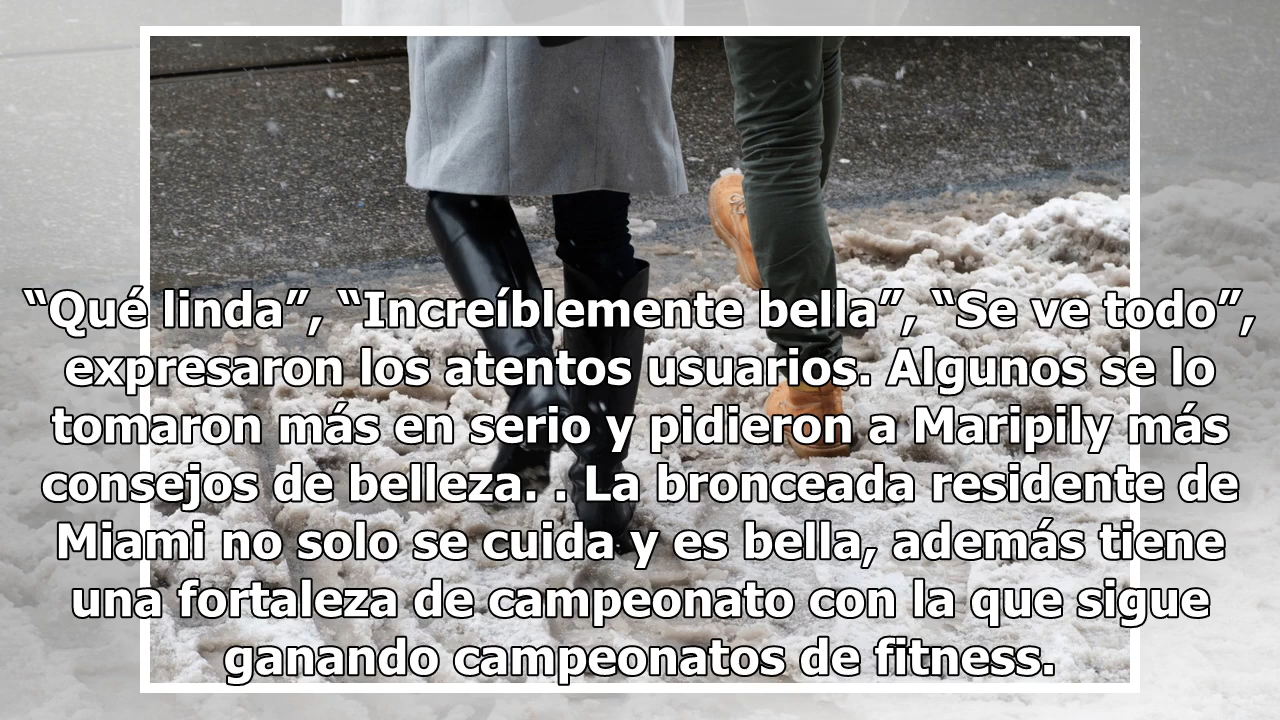 “Qué linda”, “Increíblemente bella”, “Se ve todo”,
expresaron los atentos usuarios. Algunos se lo
tomaron más en serio y pidieron a Maripily más
consejos de belleza. . La bronceada residente de
Miami no solo se cuida y es bella, además tiene
una fortaleza de campeonato con la que sigue
ganando campeonatos de fitness.